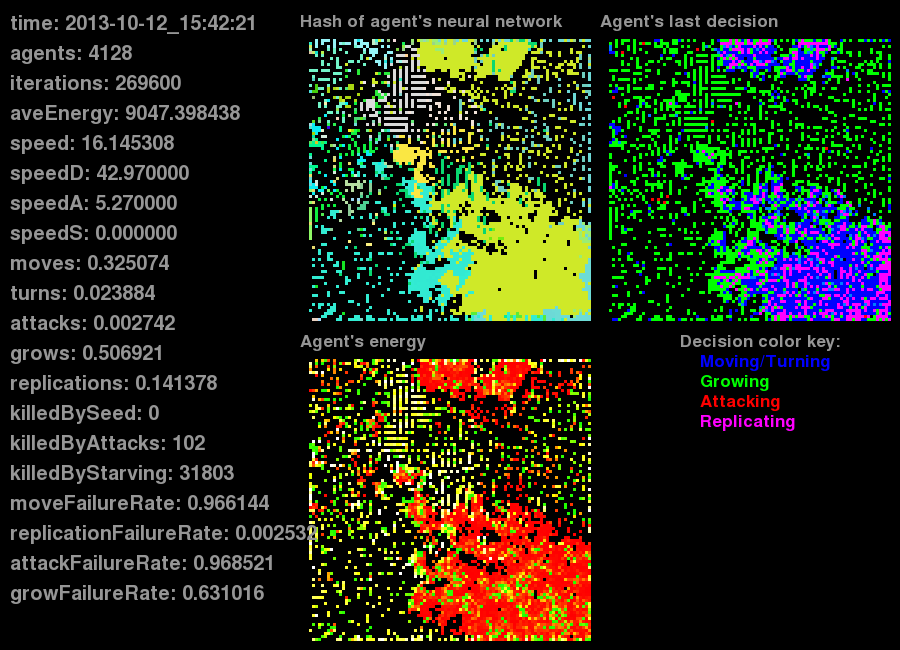 time: 2013-10-12_15:42:21
agents: 4128
iterations: 269600
aveEnergy: 9047.398438
speed: 16.145308
speedD: 42.970000
speedA: 5.270000
speedS: 0.000000
moves: 0.325074
turns: 0.023884
attacks: 0.002742
grows: 0.506921
replications: 0.141378
killedBySeed: 0
killedByAttacks: 102
killedByStarving: 31803
moveFailureRate: 0.966144
replicationFailureRate: 0.002532
attackFailureRate: 0.968521
growFailureRate: 0.631016
Hash of agent's neural network
Agent's last decision
Agent's energy
Decision color key:
Moving/Turning
Growing
Attacking
Replicating